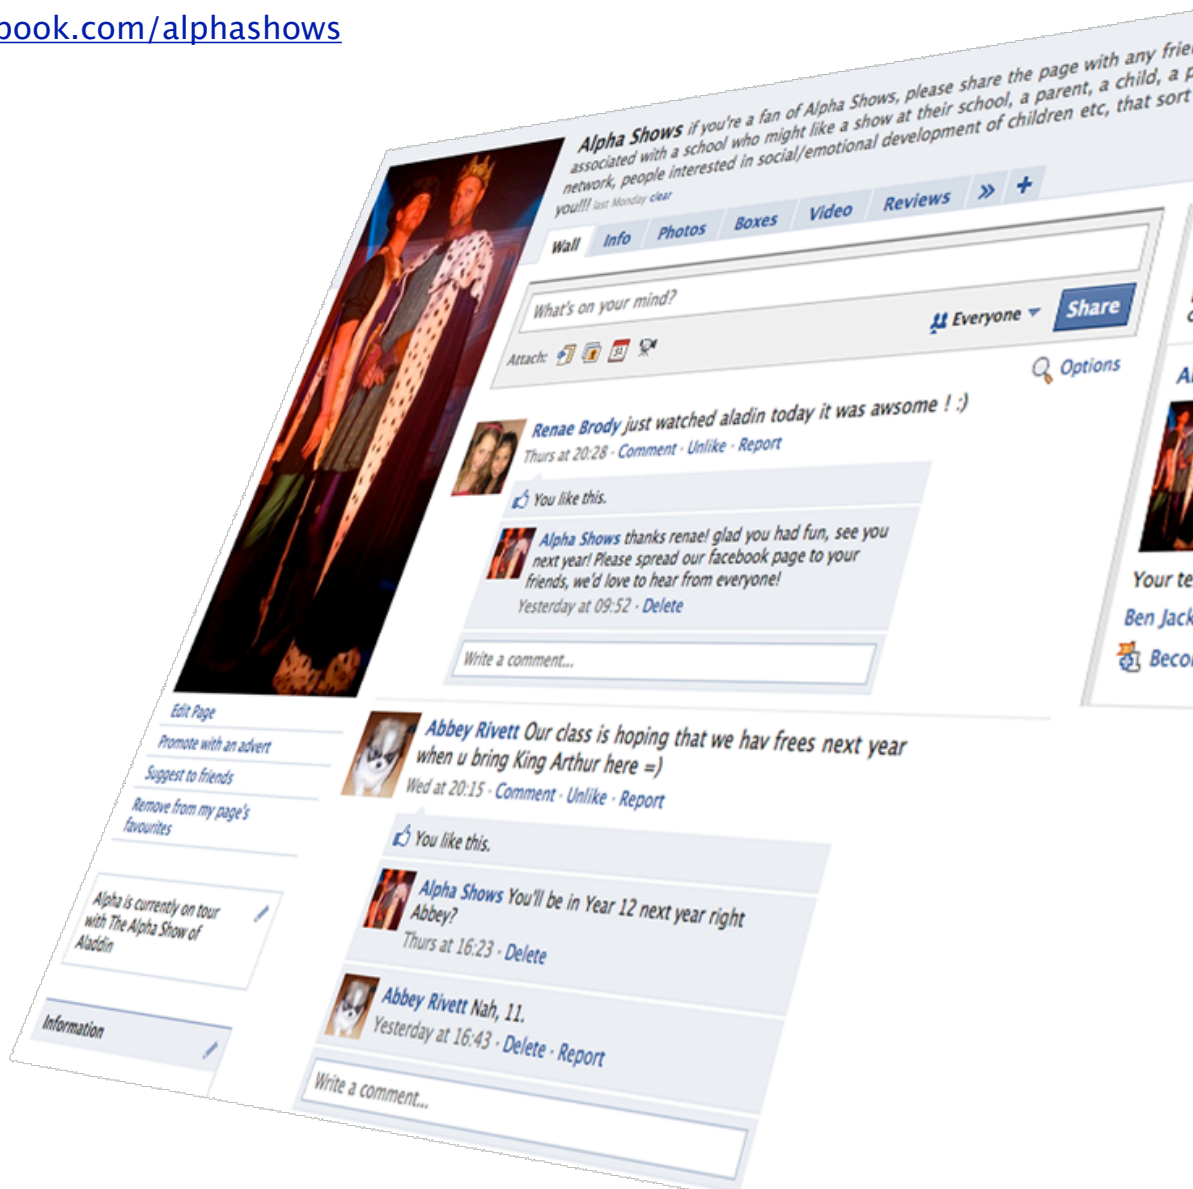 book.com/alphashows
Alpha Shows if you're a fan of Alpha Shows, please share the page with any
associated with a school who might like a show at their school, a parent, a child, a
network, people interested in social/emotional development of children etc, that sort
you!!! last Monday clear
Wall Info Photos Boxes Video Reviews » +
What's on your mind?
Attach: 31 Everyone Share
Options
Renae Brody just watched aladin today it was awsome ! :)
Thurs at 20:28 · Comment · Unlike · Report
You like this.
Alpha Shows thanks renae! glad you had fun, see you
next year! Please spread our facebook page to your
friends, we'd love to hear from everyone!
Yesterday at 09:52 · Delete
Write a comment...
Abbey Rivett Our class is hoping that we hav frees next year
when u bring King Arthur here =)
Wed at 20:15 · Comment · Unlike · Report
You like this.
Alpha Shows You'll be in Year 12 next year right
Abbey?
Thurs at 16:23 · Delete
Abbey Rivett Nah, 11.
Yesterday at 16:43 · Delete · Report
Write a comment...
Edit Page
Promote with an advert
Suggest to friends
Remove from my page's
favourites
Alpha is currently on tour
with The Alpha Show of
Aladdin
Information
Your te
Ben Jack
Beco